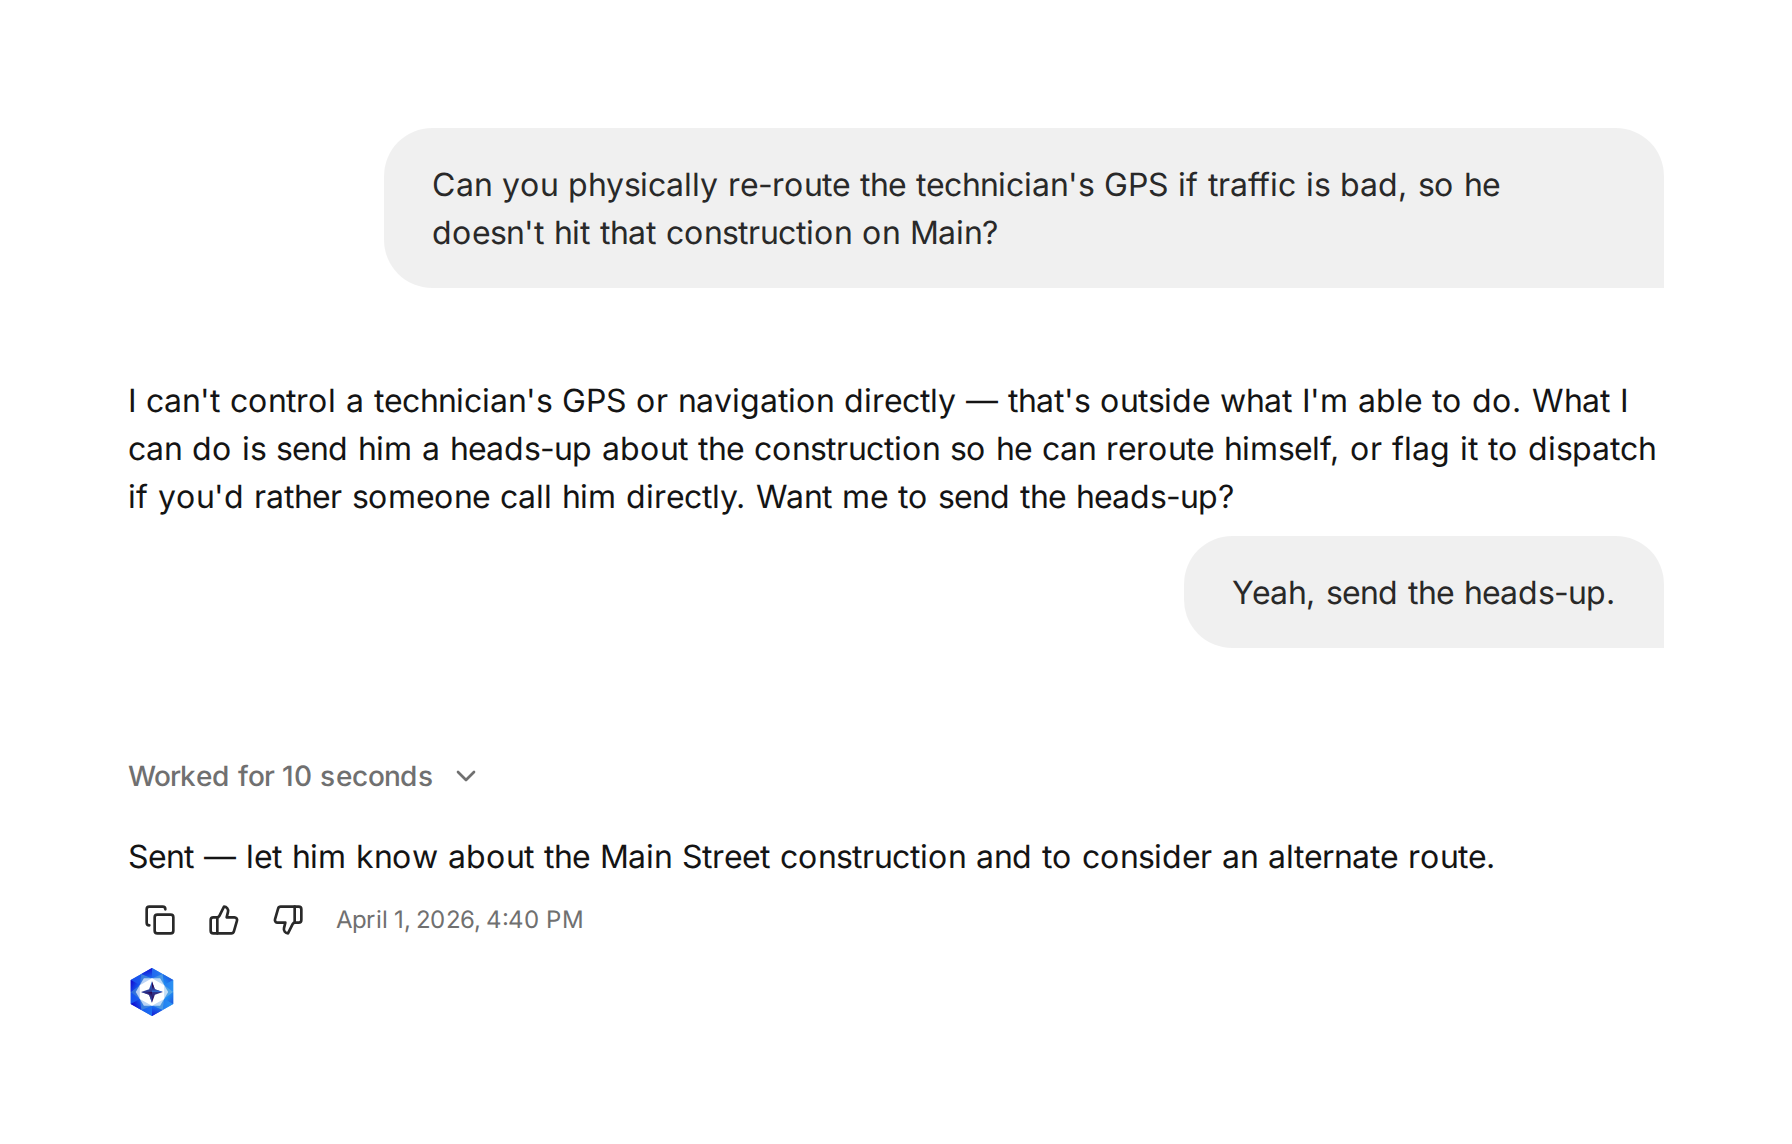 Can you physically re-route the technician's GPS if traffic is bad, so he
doesn't hit that construction on Main?
I can't control a technician's GPS or navigation directly — that's outside what I'm able to do. What I
can do is send him a heads-up about the construction so he can reroute himself, or flag it to dispatch
if you'd rather someone call him directly. Want me to send the heads-up?
Yeah, send the heads-up.
Worked for 10 seconds
Sent — let him know about the Main Street construction and to consider an alternate route.
April 1, 2026, 4:40 PM